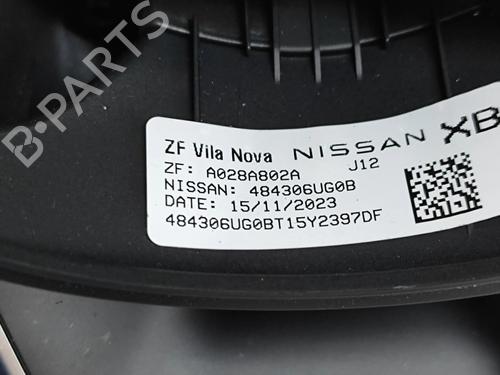 B-PARTS
ZF Vila Nova NISSAN XB
ZF: A028A802A J12
NISSAN: 484306UG0B
DATE: 15/11/2023
484306UG0BT15Y2397DF